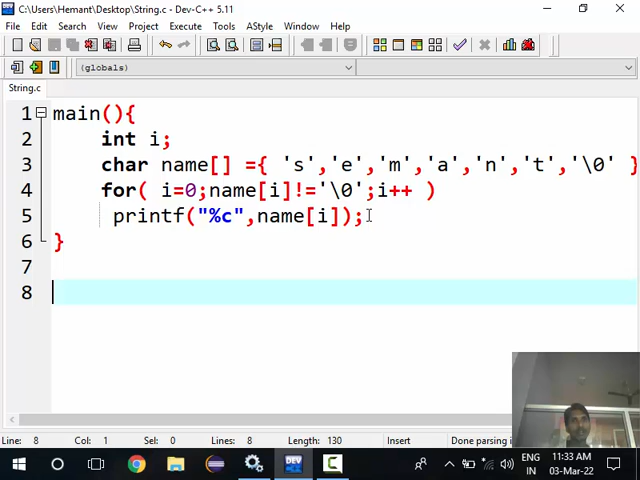 C:\Users\Hemant\Desktop\String.c - Dev-C++ 5.11
File Edit Search View Project Execute Tools AStyle Window Help
(globals)
String.c
1 main(){
2 int i;
3 char name[] ={ 's','e','m','a','n','t','\0' }
4 for( i=0;name[i]!='\0';i++ )
5 printf("%c",name[i]);
6 }
7
8
Line: 8 Col: 1 Sel: 0 Lines: 8 Length: 130 Insert Done parsing i
ENG 11:33 AM
IN 03-Mar-22